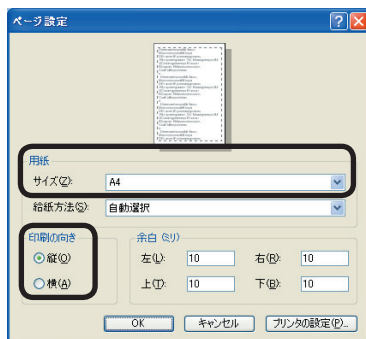 ページ設定
用紙
サイズ(Z): A4
給紙方法(S): 自動選択
印刷の向き
縦(O)
横(A)
余白 (ミリ)
左(L): 10 右(R): 10
上(T): 10 下(B): 10
OK キャンセル プリンタの設定(P)...